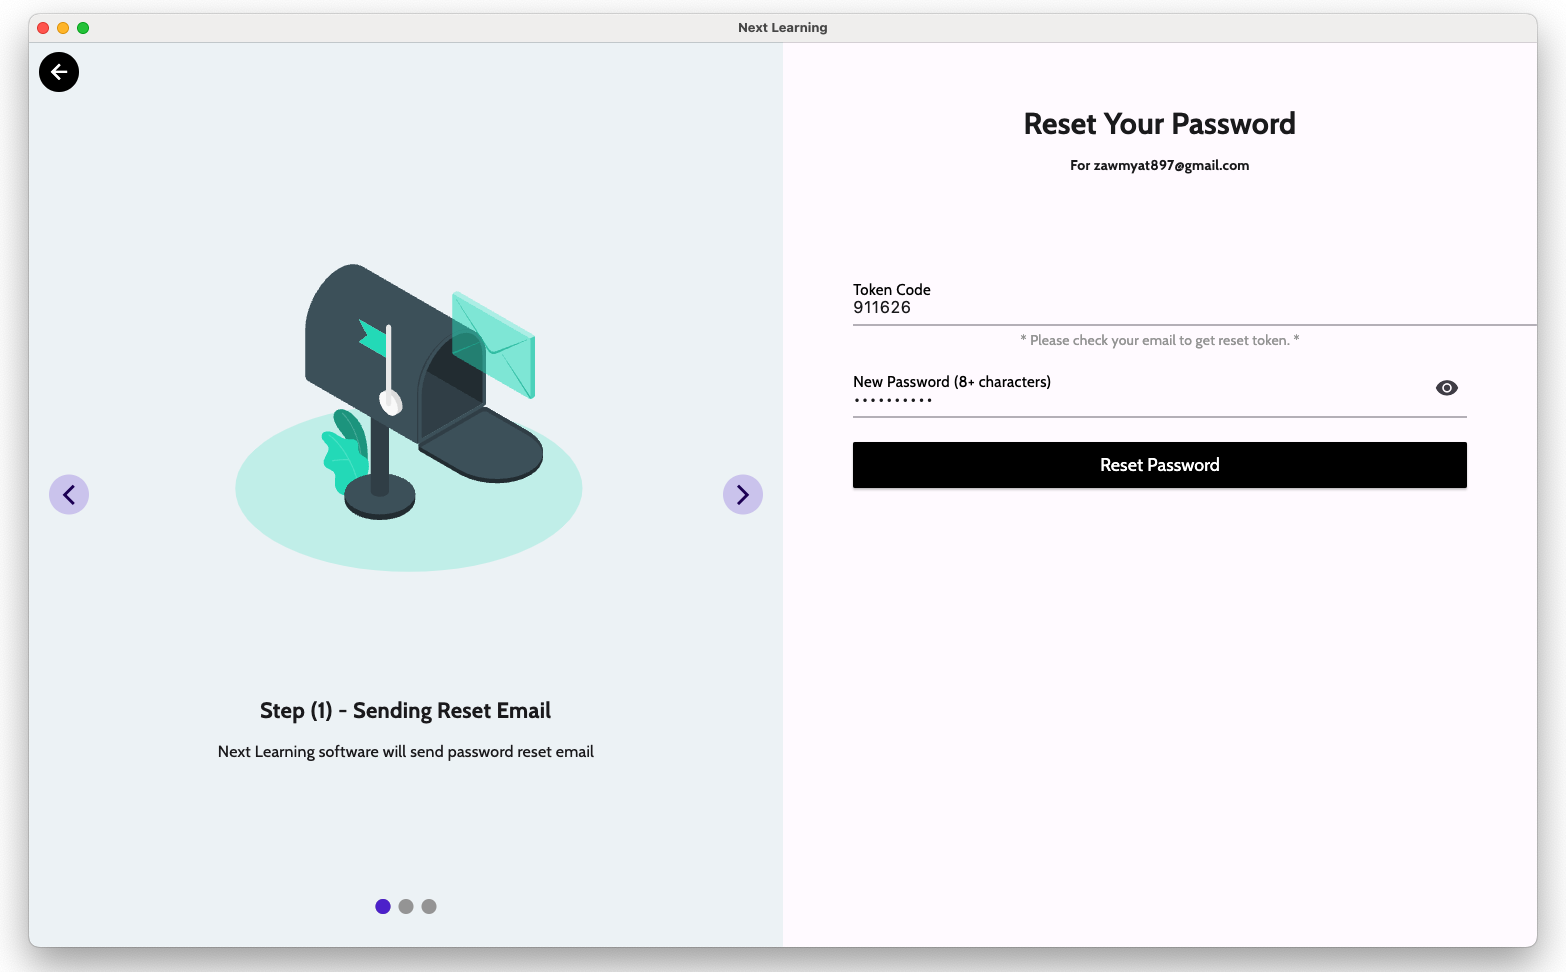 Next Learning
Reset Your Password
For zawmyat897@gmail.com
Token Code
911626
* Please check your email to get reset token. *
New Password (8+ characters)
••••••••••
Reset Password
Step (1) - Sending Reset Email
Next Learning software will send password reset email